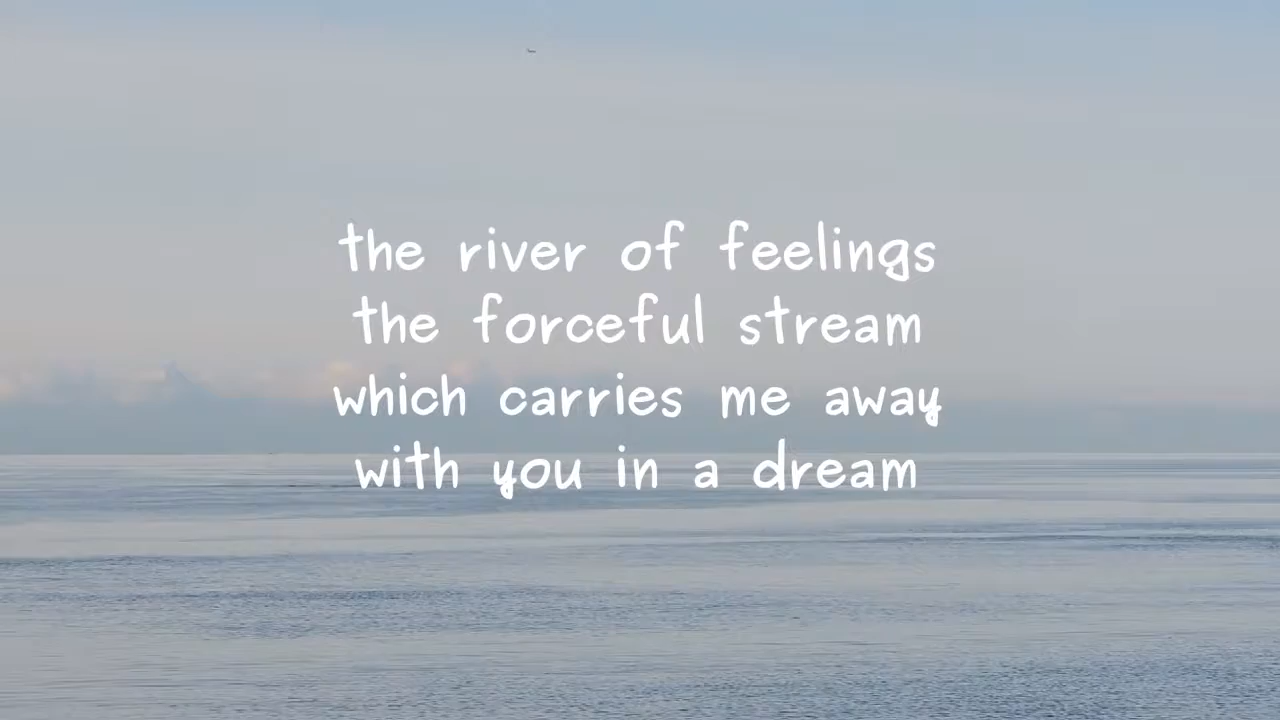 the river of feelings
the forceful stream
which carries me away
with you in a dream